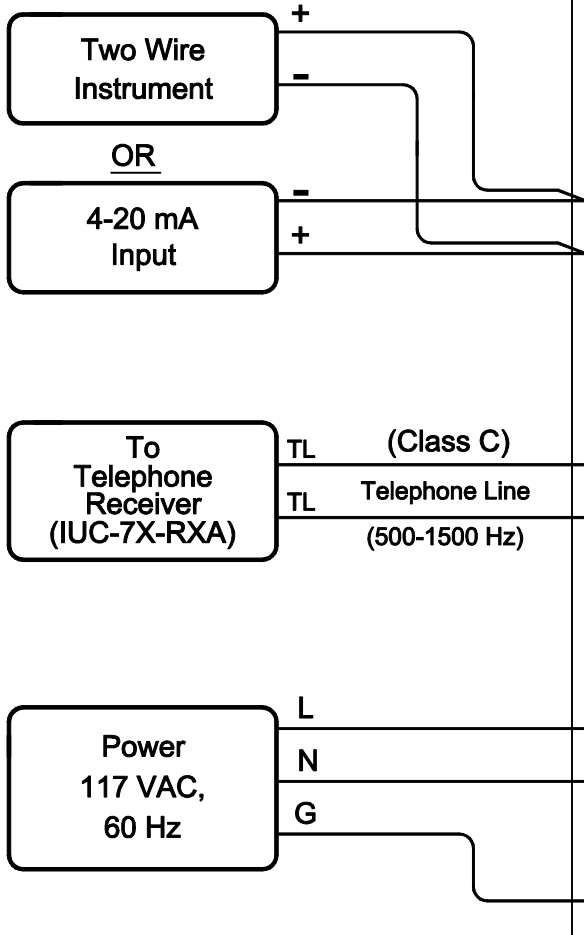 +
Two Wire
Instrument
-
OR
-
4-20 mA
+
Input
To
Telephone
Receiver
(IUC-7X-RXA)
TL
(Class C)
TL
Telephone Line
(500-1500 Hz)
L
Power
117 VAC,
60 Hz
N
G